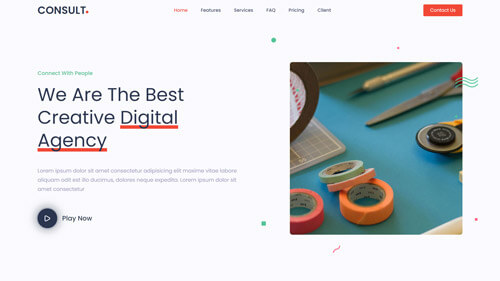 CONSULT.
Home Features Services FAQ Pricing Client
Contact Us
Connect With People
We Are The Best
Creative Digital
Agency
Lorem ipsum dolor sit amet consectetur adipisicing elit maxime vitae labore
aliquam odit est illo ducimus, dolores neque expedita. Lorem ipsum dolor sit
amet consectetur
Play Now